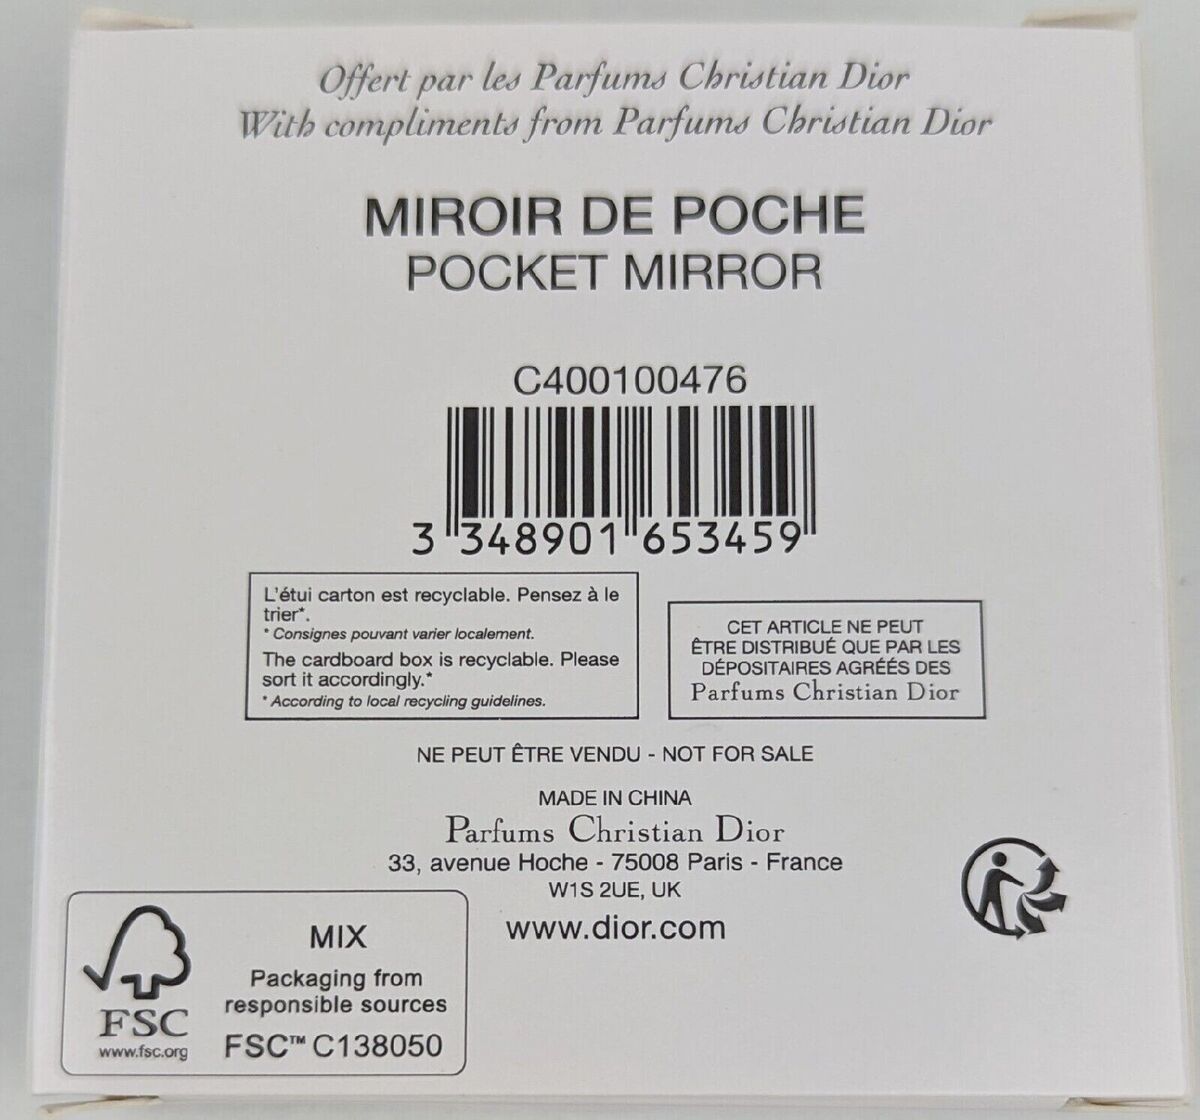 Offert par les Parfums Christian Dior
With compliments from Parfums Christian Dior
MIROIR DE POCHE
POCKET MIRROR
C400100476
3 348901 653459
L'étui carton est recyclable. Pensez à le
trier*.
* Consignes pouvant varier localement.
The cardboard box is recyclable. Please
sort it accordingly.*
* According to local recycling guidelines.
CET ARTICLE NE PEUT
ÊTRE DISTRIBUÉ QUE PAR LES
DÉPOSITAIRES AGRÉÉS DES
Parfums Christian Dior
NE PEUT ÊTRE VENDU - NOT FOR SALE
MADE IN CHINA
Parfums Christian Dior
33, avenue Hoche - 75008 Paris - France
W1S 2UE, UK
www.dior.com
FSC
www.fsc.org
MIX
Packaging from
responsible sources
FSC™ C138050